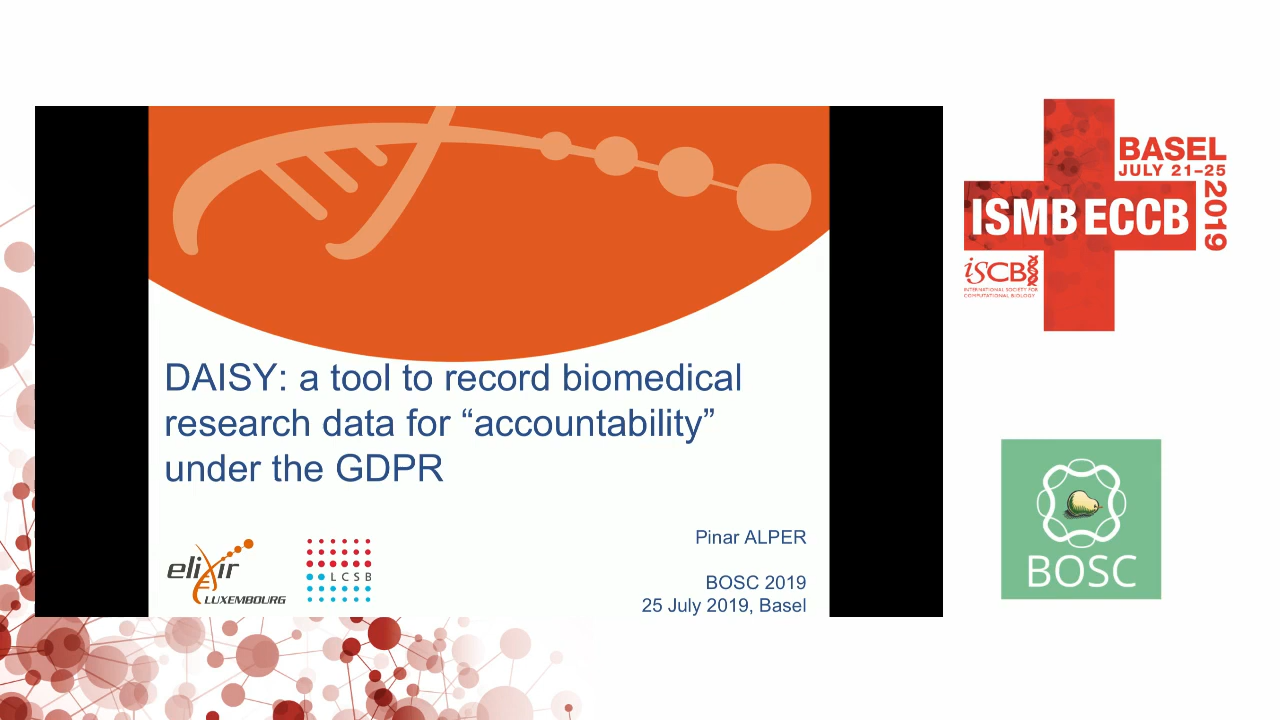 DAISY: a tool to record biomedical
research data for “accountability”
under the GDPR
Pinar ALPER
BOSC 2019
25 July 2019, Basel
elixir
LUXEMBOURG
LCSB
BASEL
JULY 21–25
2019
ISMB ECCB
ISCB
INTERNATIONAL SOCIETY FOR
COMPUTATIONAL BIOLOGY
BOSC